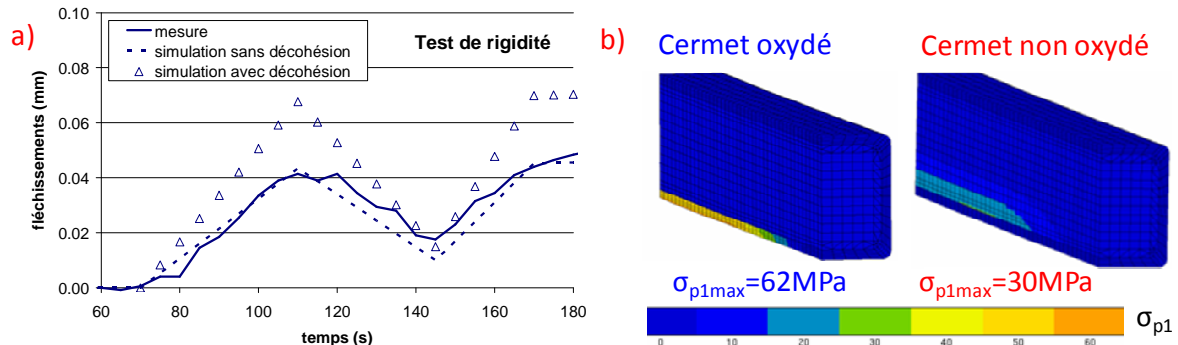 a)
0.10
0.08
0.06
0.04
0.02
0.00
fléchissements (mm)
mesure
simulation sans décohésion
simulation avec décohésion
Test de rigidité
60
80
100
120
140
160
180
temps (s)
b)
Cermet oxydé
Cermet non oxydé
σp1max=62MPa
σp1max=30MPa
σp1
0
10
20
30
40
50
60